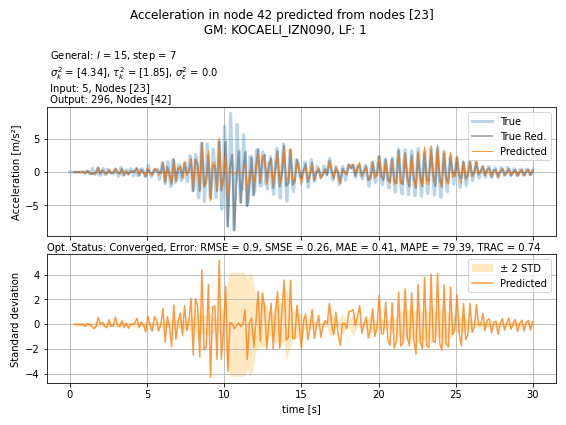 Acceleration in node 42 predicted from nodes [23]
GM: KOCAELI_IZN090, LF: 1
General: l = 15, step = 7
σ²ₖ = [4.34], τ²ₖ = [1.85], σ²ε = 0.0
Input: 5, Nodes [23]
Output: 296, Nodes [42]
Acceleration [m/s²]
5
0
−5
True
True Red.
Predicted
Opt. Status: Converged, Error: RMSE = 0.9, SMSE = 0.26, MAE = 0.41, MAPE = 79.39, TRAC = 0.74
Standard deviation
4
2
0
−2
−4
± 2 STD
Predicted
0 5 10 15 20 25 30
time [s]